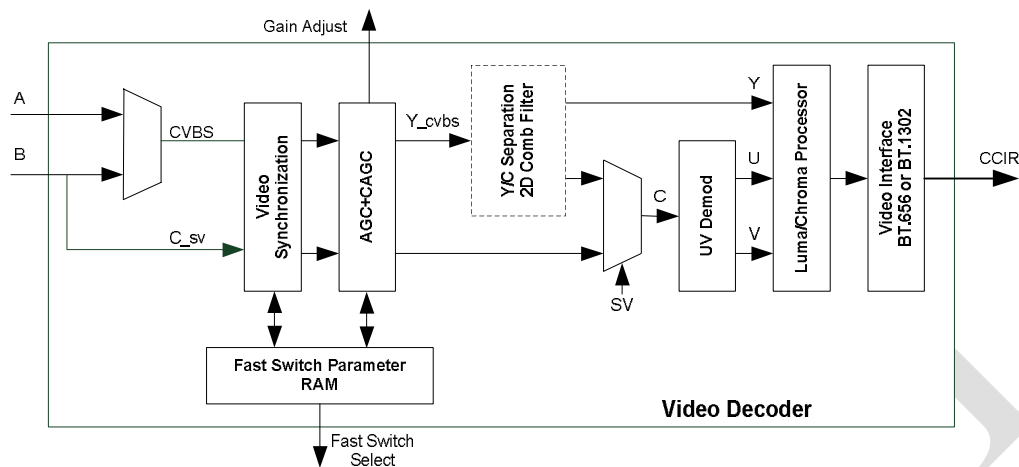 Gain Adjust
A
B
CVBS
C_sv
Video
Synchronization
AGC+CAGC
Y_cvbs
Y/C Separation
2D Comb Filter
C
SV
UV Demod
Y
U
V
Luma/Chroma Processor
Video Interface
BT.656 or BT.1302
CCIR
Fast Switch Parameter
RAM
Fast Switch
Select
Video Decoder